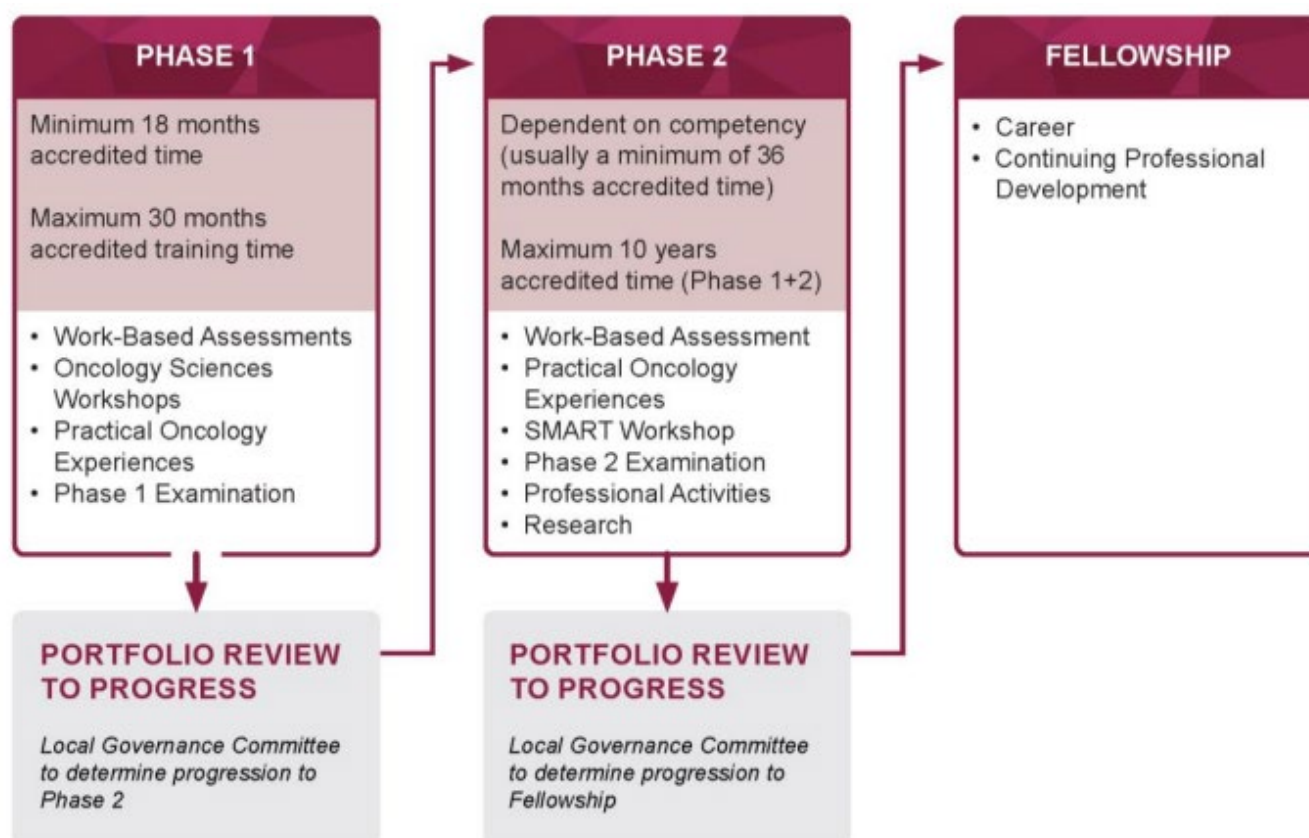 PHASE 1
Minimum 18 months
accredited time
Maximum 30 months
accredited training time
• Work-Based Assessments
• Oncology Sciences
Workshops
• Practical Oncology
Experiences
• Phase 1 Examination
PORTFOLIO REVIEW
TO PROGRESS
Local Governance Committee
to determine progression to
Phase 2
PHASE 2
Dependent on competency
(usually a minimum of 36
months accredited time)
Maximum 10 years
accredited time (Phase 1+2)
• Work-Based Assessment
• Practical Oncology
Experiences
• SMART Workshop
• Phase 2 Examination
• Professional Activities
• Research
PORTFOLIO REVIEW
TO PROGRESS
Local Governance Committee
to determine progression to
Fellowship
FELLOWSHIP
• Career
• Continuing Professional
Development